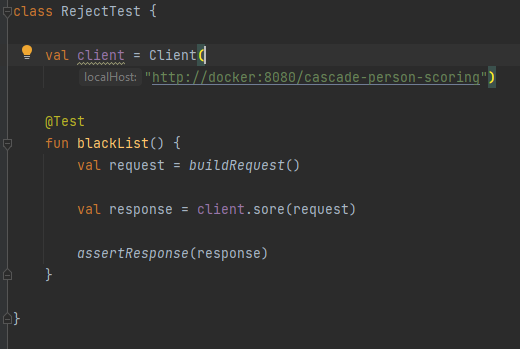 class RejectTest {
val client = Client(
localHost: "http://docker:8080/cascade-person-scoring")
@Test
fun blackList() {
val request = buildRequest()
val response = client.sore(request)
assertResponse(response)
}
}